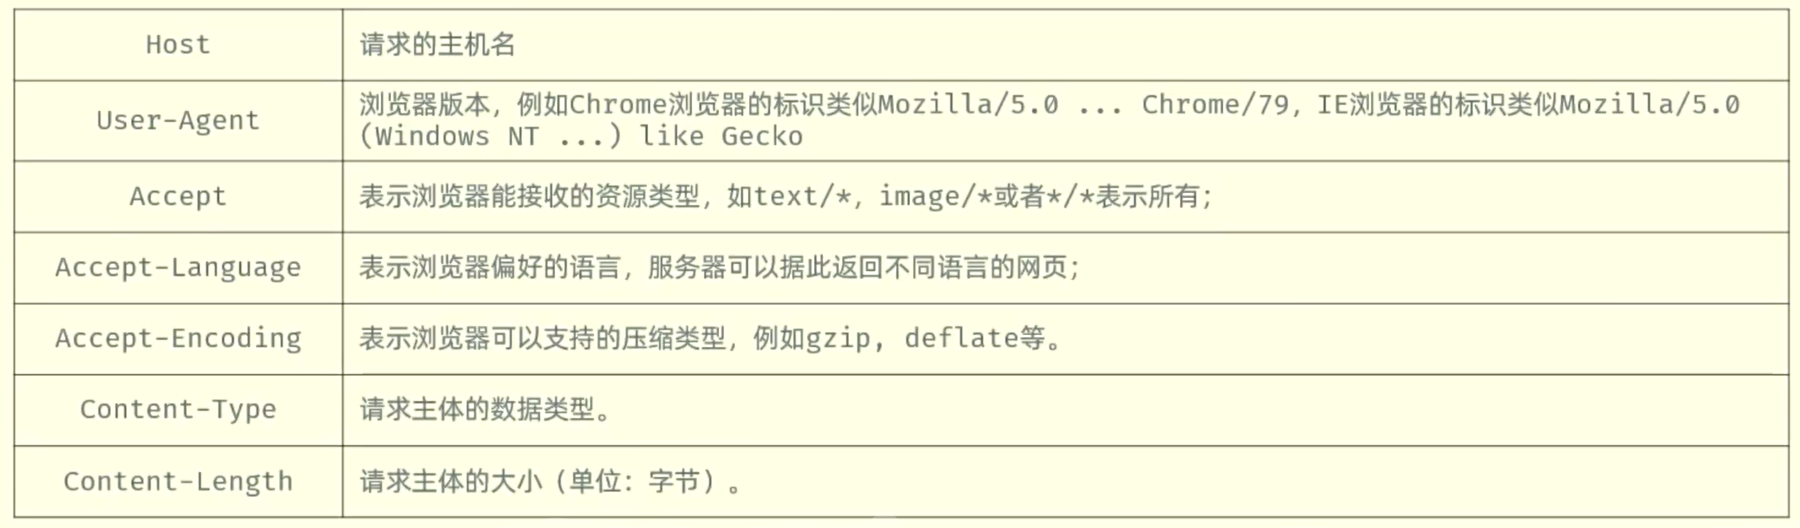 Host 请求的主机名
User-Agent 浏览器版本，例如Chrome浏览器的标识类似Mozilla/5.0 ... Chrome/79，IE浏览器的标识类似Mozilla/5.0
(Windows NT ...) like Gecko
Accept 表示浏览器能接收的资源类型，如text/*，image/*或者*/*表示所有；
Accept-Language 表示浏览器偏好的语言，服务器可以据此返回不同语言的网页；
Accept-Encoding 表示浏览器可以支持的压缩类型，例如gzip, deflate等。
Content-Type 请求主体的数据类型。
Content-Length 请求主体的大小（单位：字节）。